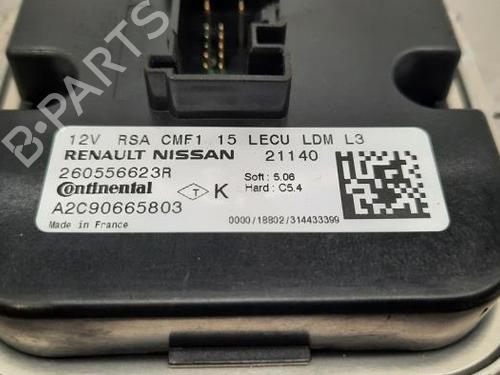 12V RSA CMF1 15 LECU LDM L3
RENAULT NISSAN 21140
260556623R
Soft : 5.06
Continental
T K
Hard : C5.4
A2C90665803
0000/18802/314433399
Made in France
B-Parts